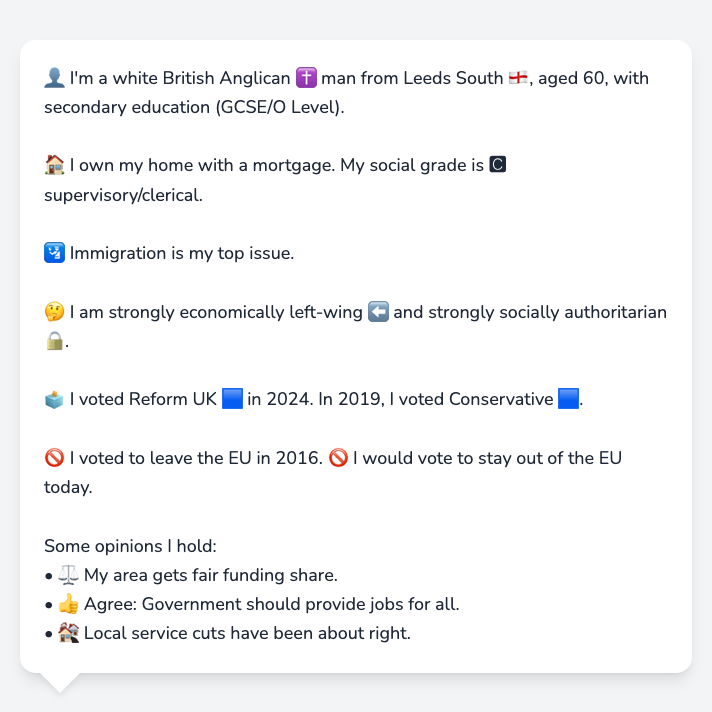 👤 I'm a white British Anglican ✝️ man from Leeds South 🏴󠁧󠁢󠁥󠁮󠁧󠁿, aged 60, with
secondary education (GCSE/O Level).
🏠 I own my home with a mortgage. My social grade is 🅲
supervisory/clerical.
🛂 Immigration is my top issue.
🤔 I am strongly economically left-wing ⬅️ and strongly socially authoritarian
🔒.
🗳️ I voted Reform UK 🟦 in 2024. In 2019, I voted Conservative 🟦.
🚫 I voted to leave the EU in 2016. 🚫 I would vote to stay out of the EU
today.
Some opinions I hold:
• ⚖️ My area gets fair funding share.
• 👍 Agree: Government should provide jobs for all.
• 🏚️ Local service cuts have been about right.